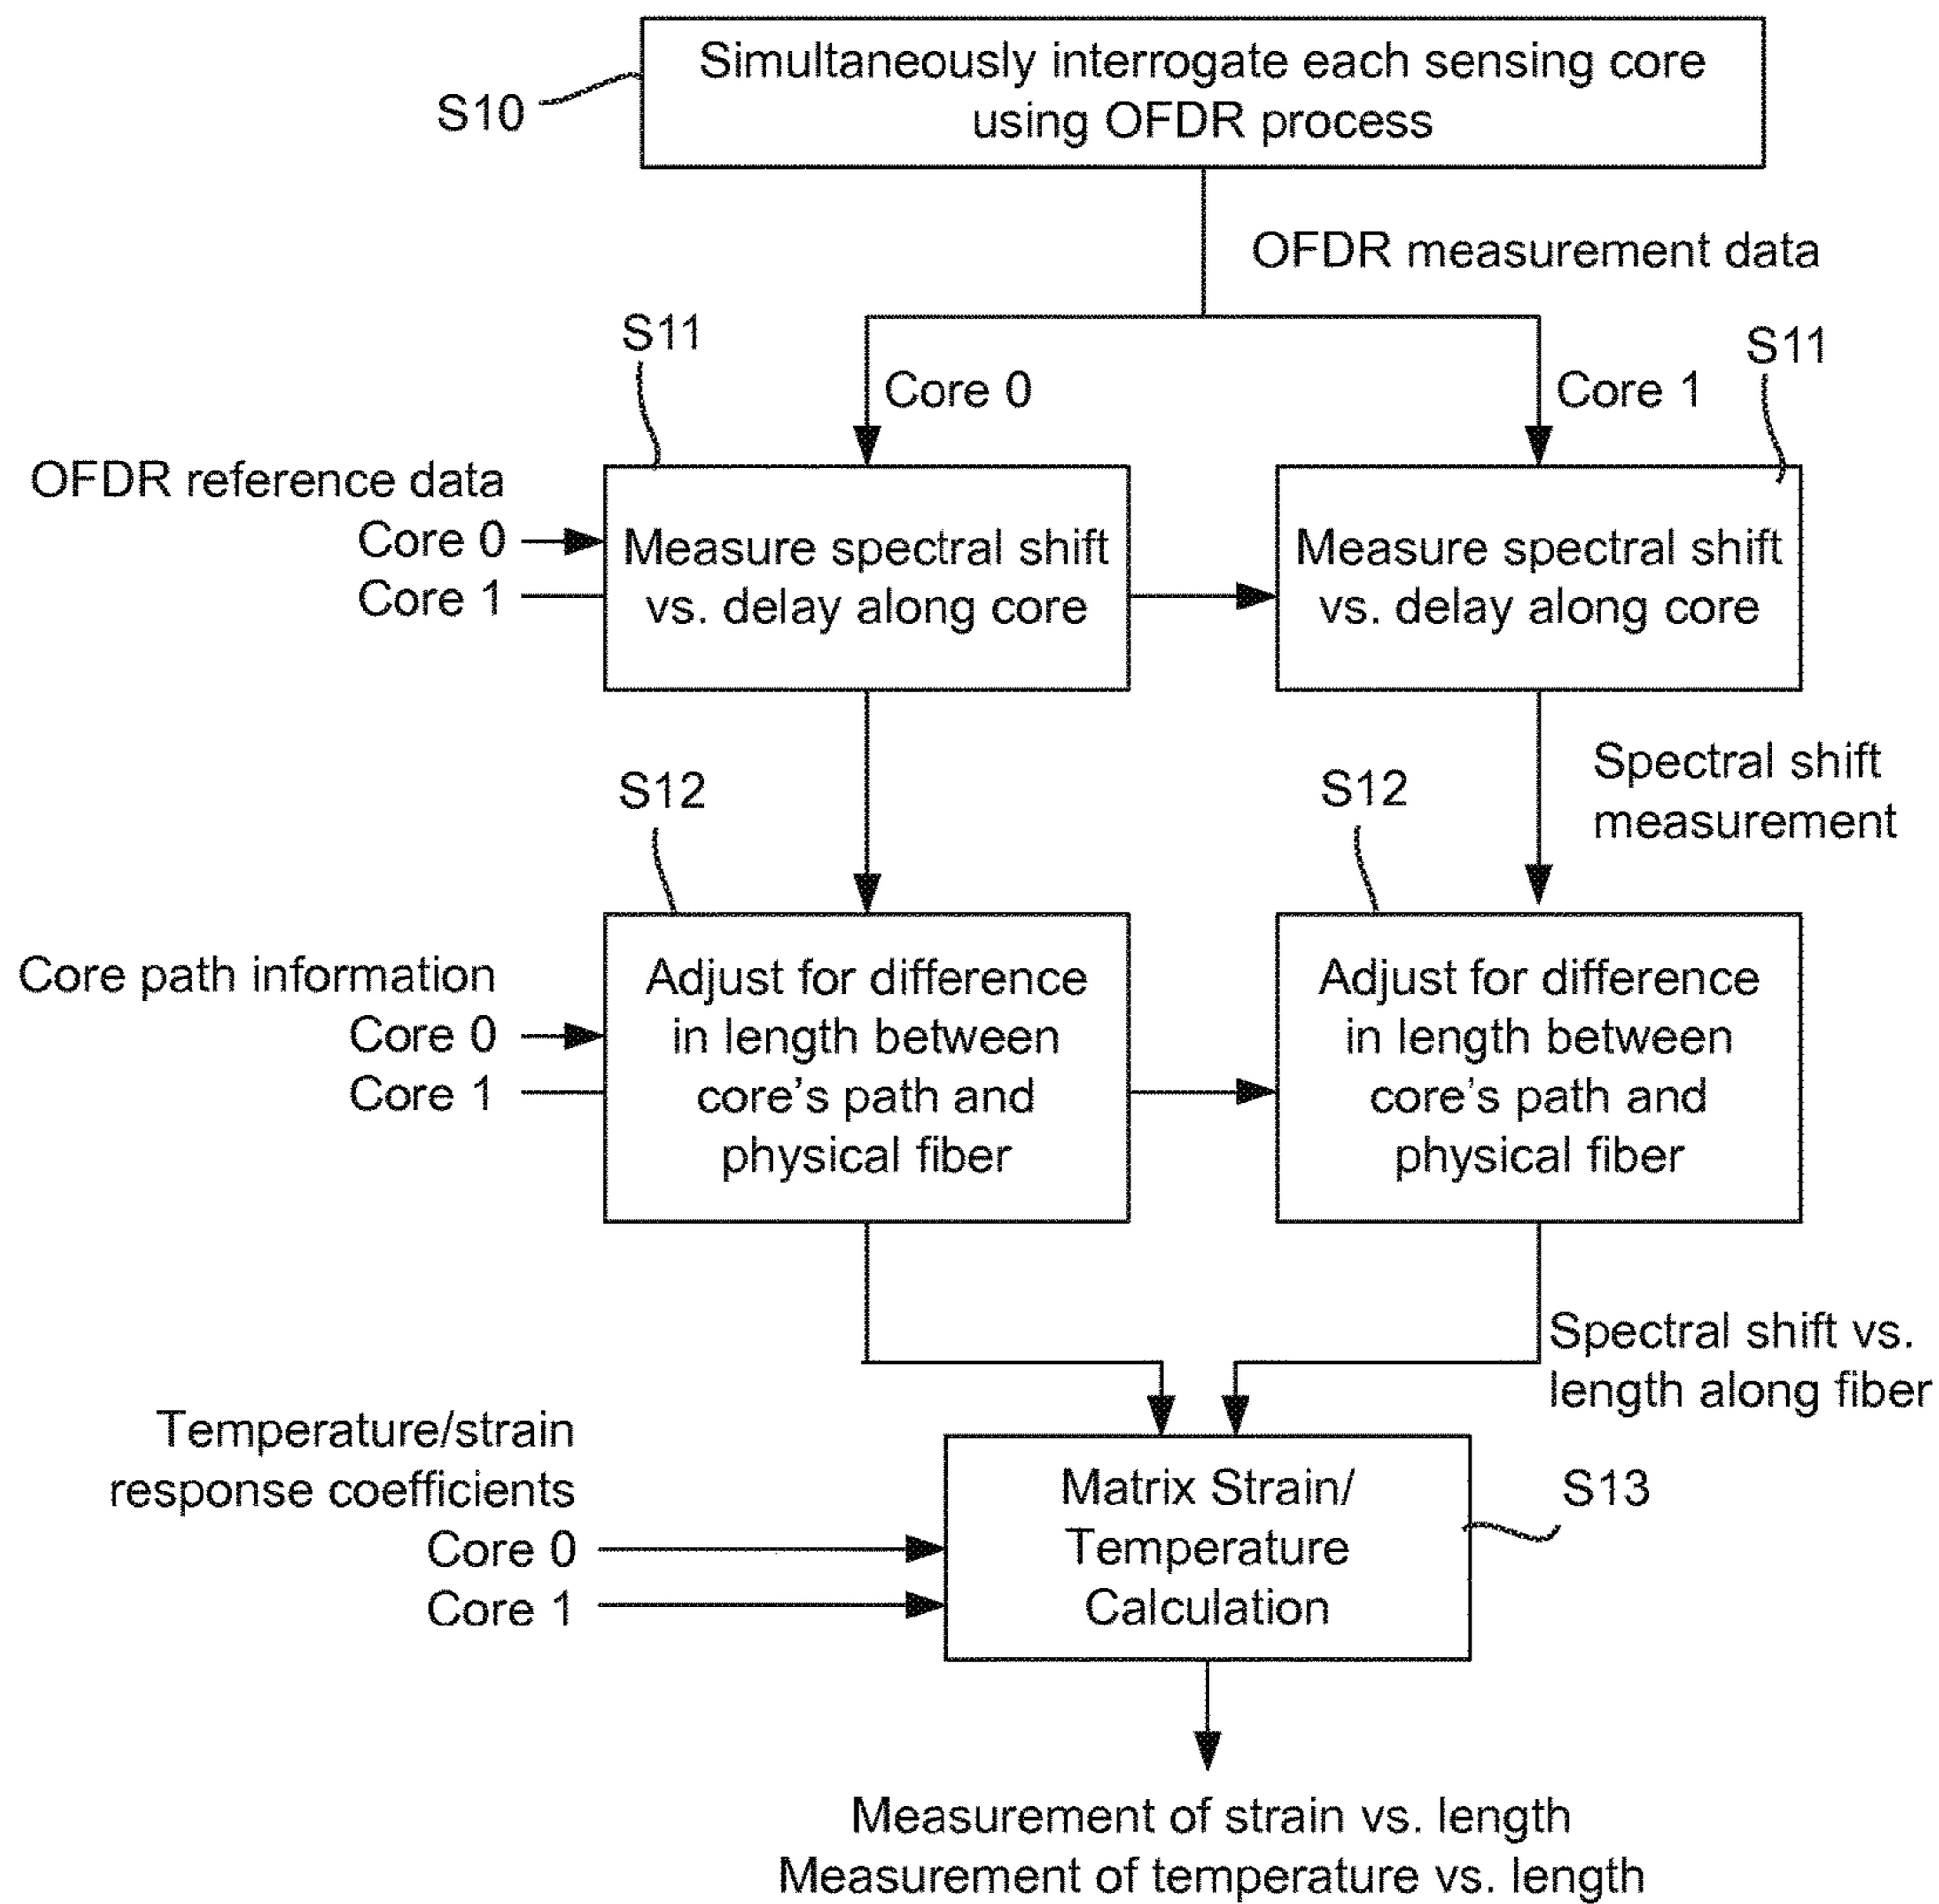 Simultaneously interrogate each sensing core
using OFDR process
S10
OFDR measurement data
S11
S11
Core 0
Core 1
OFDR reference data
Core 0
Core 1
Measure spectral shift
vs. delay along core
Measure spectral shift
vs. delay along core
Spectral shift
measurement
S12
S12
Core path information
Core 0
Core 1
Adjust for difference
in length between
core's path and
physical fiber
Adjust for difference
in length between
core's path and
physical fiber
Spectral shift vs.
length along fiber
Temperature/strain
response coefficients
Core 0
Core 1
Matrix Strain/
Temperature
Calculation
S13
Measurement of strain vs. length
Measurement of temperature vs. length